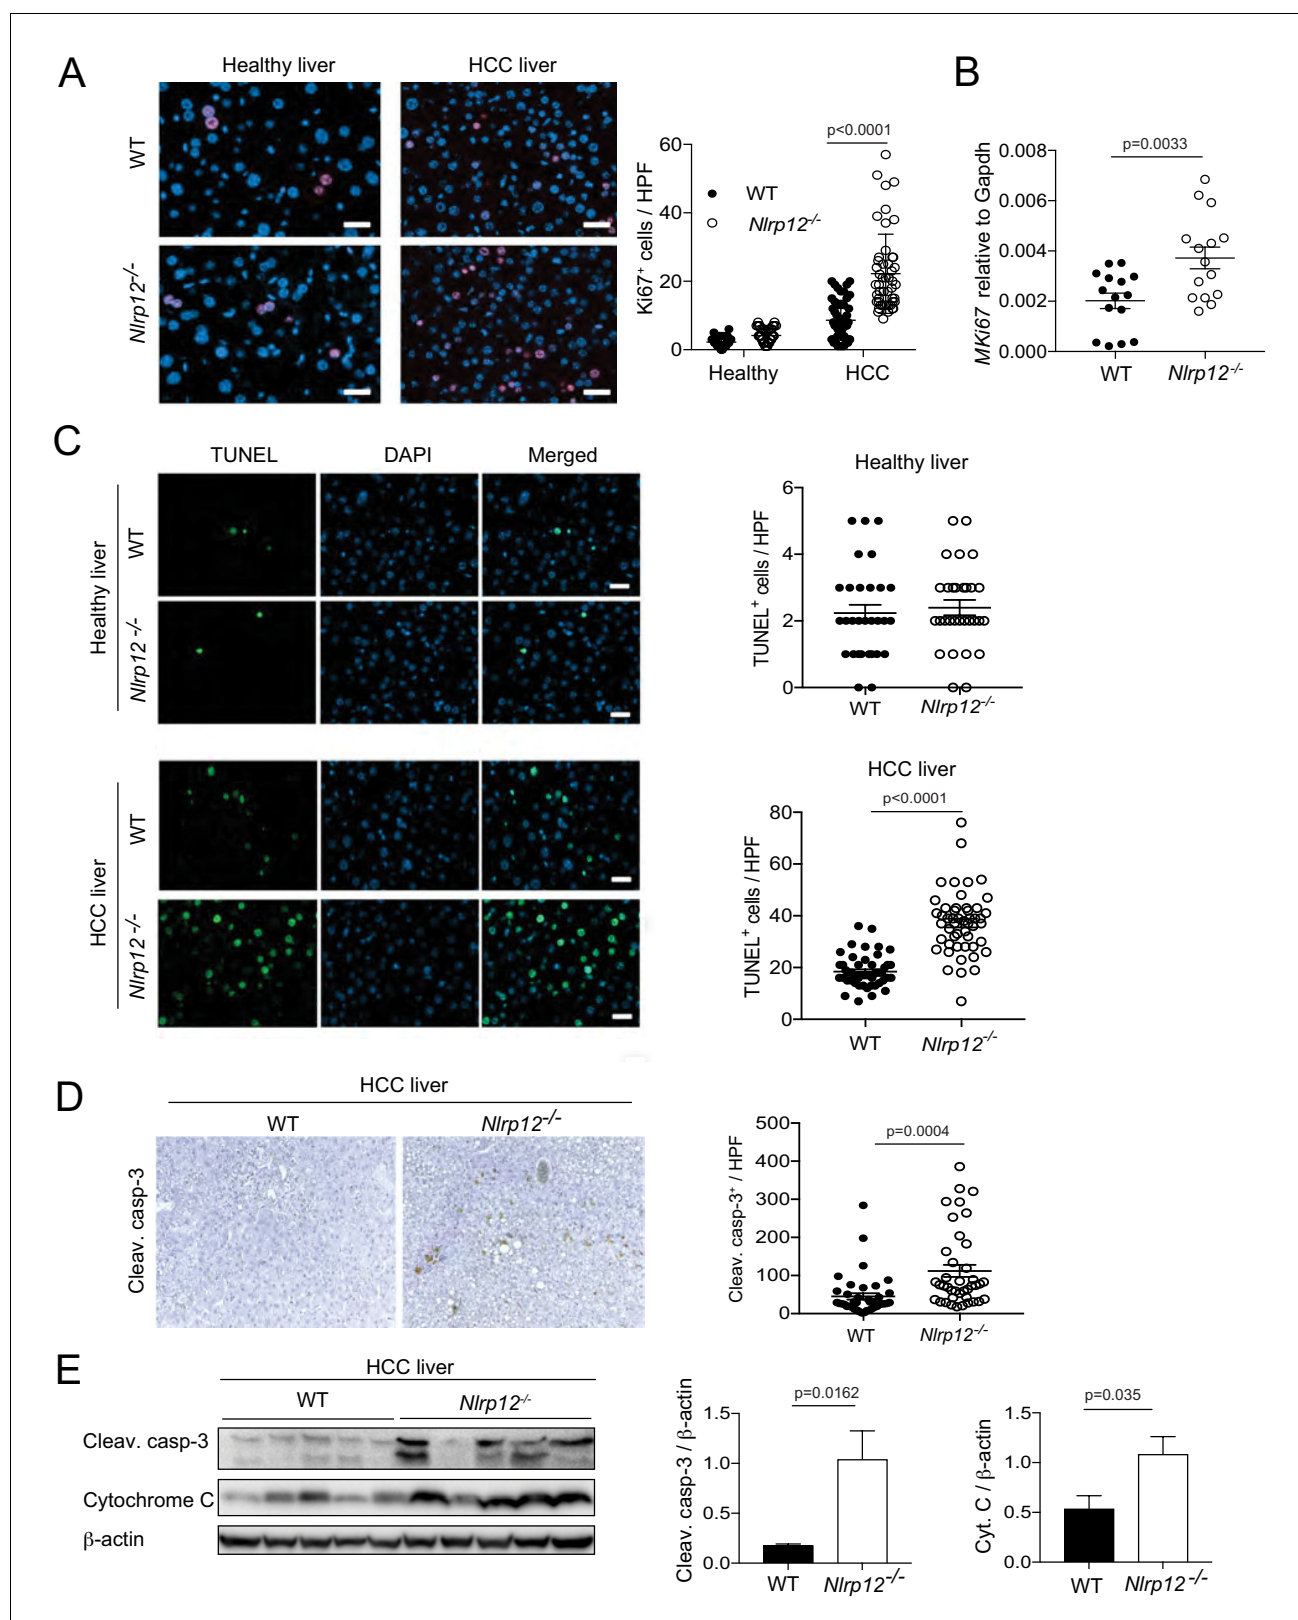 A
Healthy liver
HCC liver
WT
Nlrp12-/-
Ki67+ cells / HPF
60
40
20
0
WT
Nlrp12-/-
p<0.0001
Healthy
HCC
B
MKi67 relative to Gapdh
0.008
0.006
0.004
0.002
0.000
p=0.0033
WT
Nlrp12-/-
C
TUNEL
DAPI
Merged
Healthy liver
WT
Nlrp12-/-
HCC liver
WT
Nlrp12-/-
Healthy liver
TUNEL+ cells / HPF
6
4
2
0
WT
Nlrp12-/-
HCC liver
p<0.0001
TUNEL+ cells / HPF
80
60
40
20
0
WT
Nlrp12-/-
D
HCC liver
WT
Nlrp12-/-
Cleav. casp-3
Cleav. casp-3+ / HPF
500
400
300
200
100
0
p=0.0004
WT
Nlrp12-/-
E
HCC liver
WT
Nlrp12-/-
Cleav. casp-3
Cytochrome C
β-actin
Cleav. casp-3 / β-actin
1.5
1.0
0.5
0.0
p=0.0162
WT
Nlrp12-/-
Cyt. C / β-actin
1.5
1.0
0.5
0.0
p=0.035
WT
Nlrp12-/-